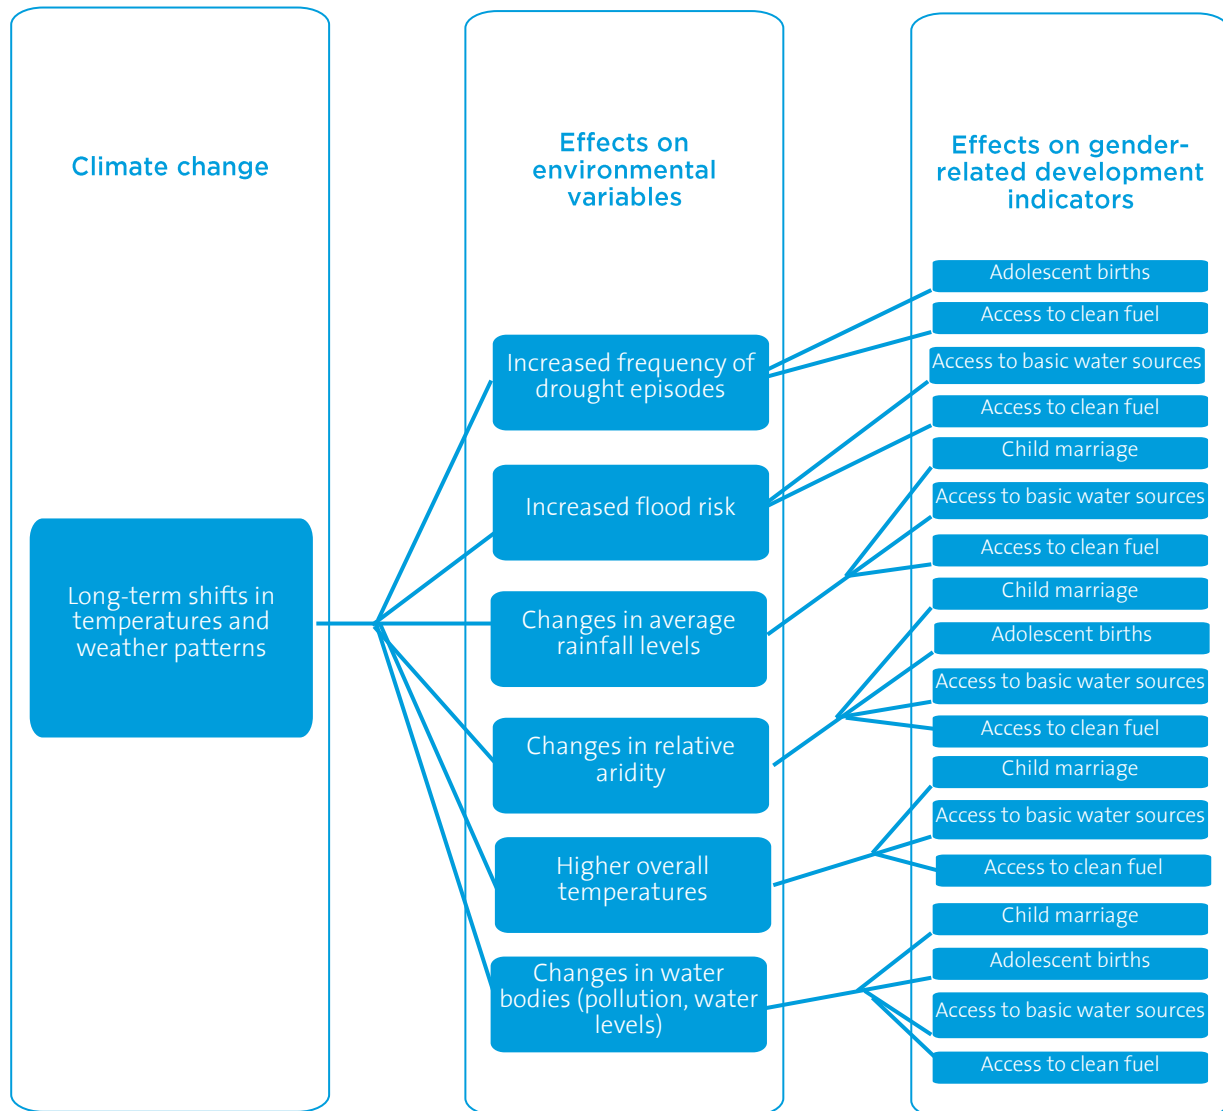 Climate change
Long-term shifts in
temperatures and
weather patterns
Effects on
environmental
variables
Increased frequency of
drought episodes
Increased flood risk
Changes in average
rainfall levels
Changes in relative
aridity
Higher overall
temperatures
Changes in water
bodies (pollution, water
levels)
Effects on gender-
related development
indicators
Adolescent births
Access to clean fuel
Access to basic water sources
Access to clean fuel
Child marriage
Access to basic water sources
Access to clean fuel
Child marriage
Adolescent births
Access to basic water sources
Access to clean fuel
Child marriage
Access to basic water sources
Access to clean fuel
Child marriage
Adolescent births
Access to basic water sources
Access to clean fuel